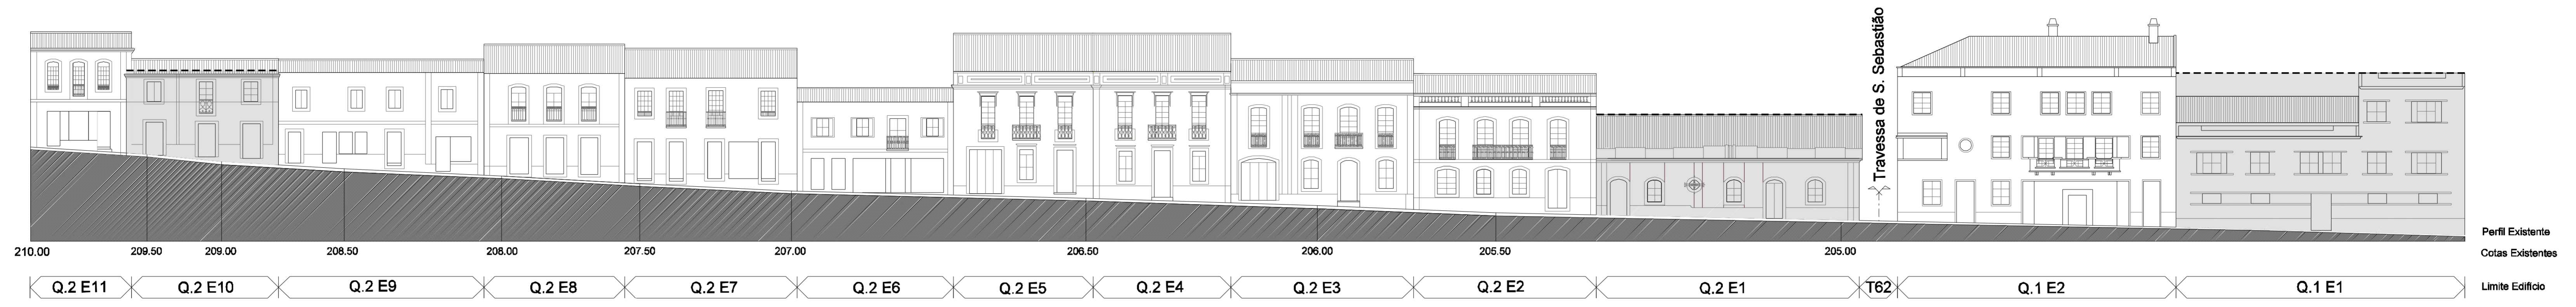 Travessa de S. Sebastião
Perfil Existente
210.00 209.50 209.00 208.50 208.00 207.50 207.00 206.50 206.00 205.50 205.00 Cotas Existentes
Q.2 E11 Q.2 E10 Q.2 E9 Q.2 E8 Q.2 E7 Q.2 E6 Q.2 E5 Q.2 E4 Q.2 E3 Q.2 E2 Q.2 E1 T62 Q.1 E2 Q.1 E1 Limite Edifício